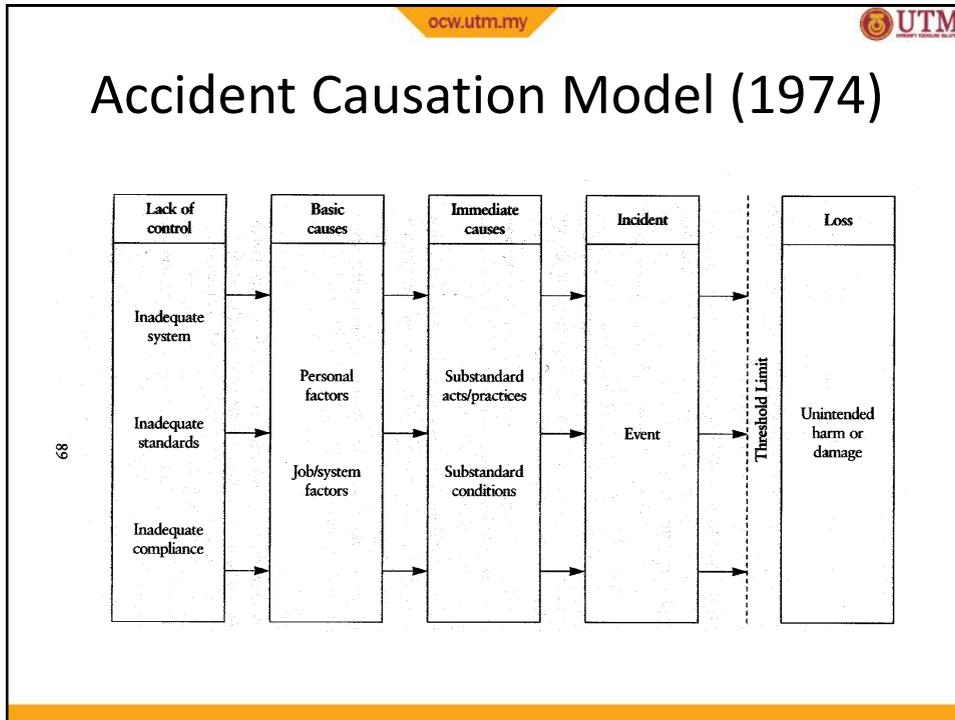 ocw.utm.my
UTM
Accident Causation Model (1974)
Lack of
control
Inadequate
system
Inadequate
standards
Inadequate
compliance
Basic
causes
Personal
factors
Job/system
factors
Immediate
causes
Substandard
acts/practices
Substandard
conditions
Incident
Event
Threshold Limit
Loss
Unintended
harm or
damage
68